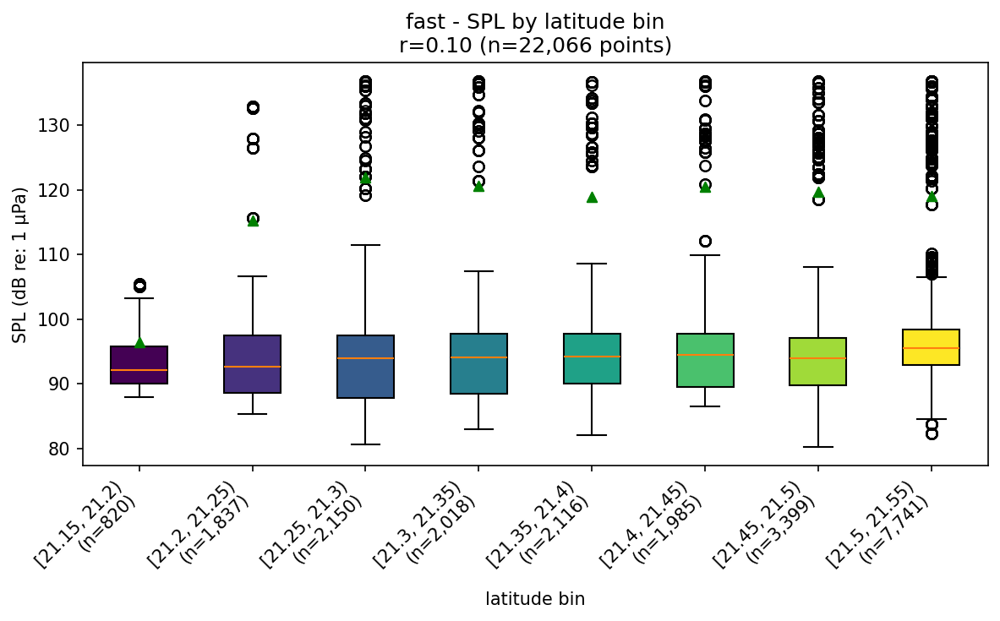 fast - SPL by latitude bin
r=0.10 (n=22,066 points)
SPL (dB re: 1 µPa)
130
120
110
100
90
80
[21.15, 21.2)
(n=820)
[21.2, 21.25)
(n=1,837)
[21.25, 21.3)
(n=2,150)
[21.3, 21.35)
(n=2,018)
[21.35, 21.4)
(n=2,116)
[21.4, 21.45)
(n=1,985)
[21.45, 21.5)
(n=3,399)
[21.5, 21.55)
(n=7,741)
latitude bin